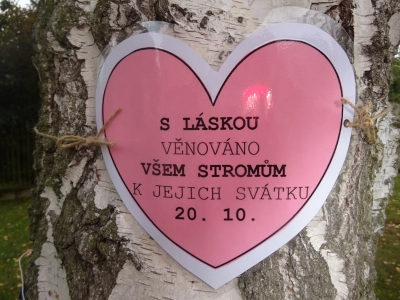 S LÁSKOU
VĚNOVÁNO
VŠEM STROMŮM
K JEJICH SVÁTKU
20. 10.